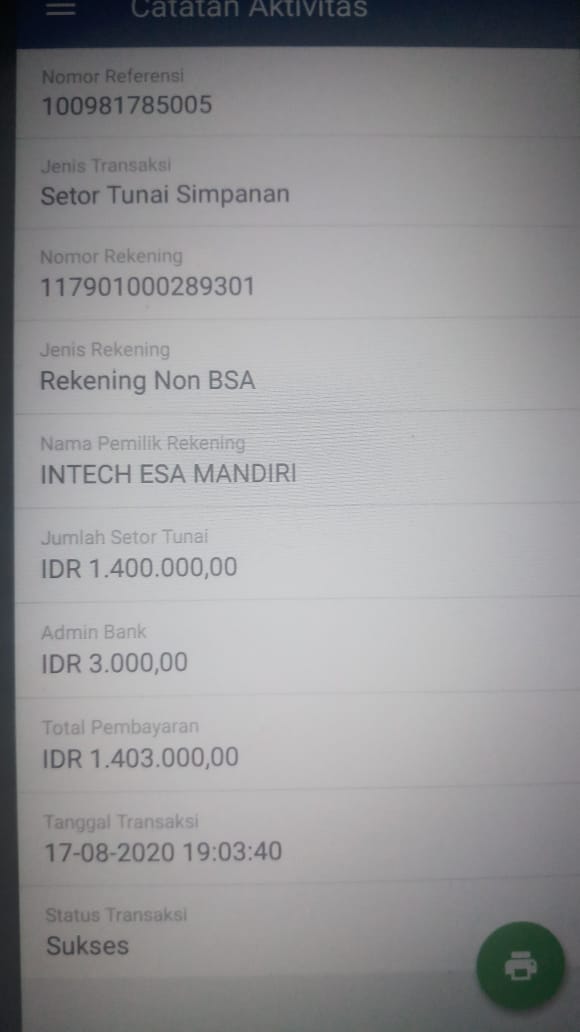 Catatan Aktivitas
Nomor Referensi
100981785005
Jenis Transaksi
Setor Tunai Simpanan
Nomor Rekening
117901000289301
Jenis Rekening
Rekening Non BSA
Nama Pemilik Rekening
INTECH ESA MANDIRI
Jumlah Setor Tunai
IDR 1.400.000,00
Admin Bank
IDR 3.000,00
Total Pembayaran
IDR 1.403.000,00
Tanggal Transaksi
17-08-2020 19:03:40
Status Transaksi
Sukses